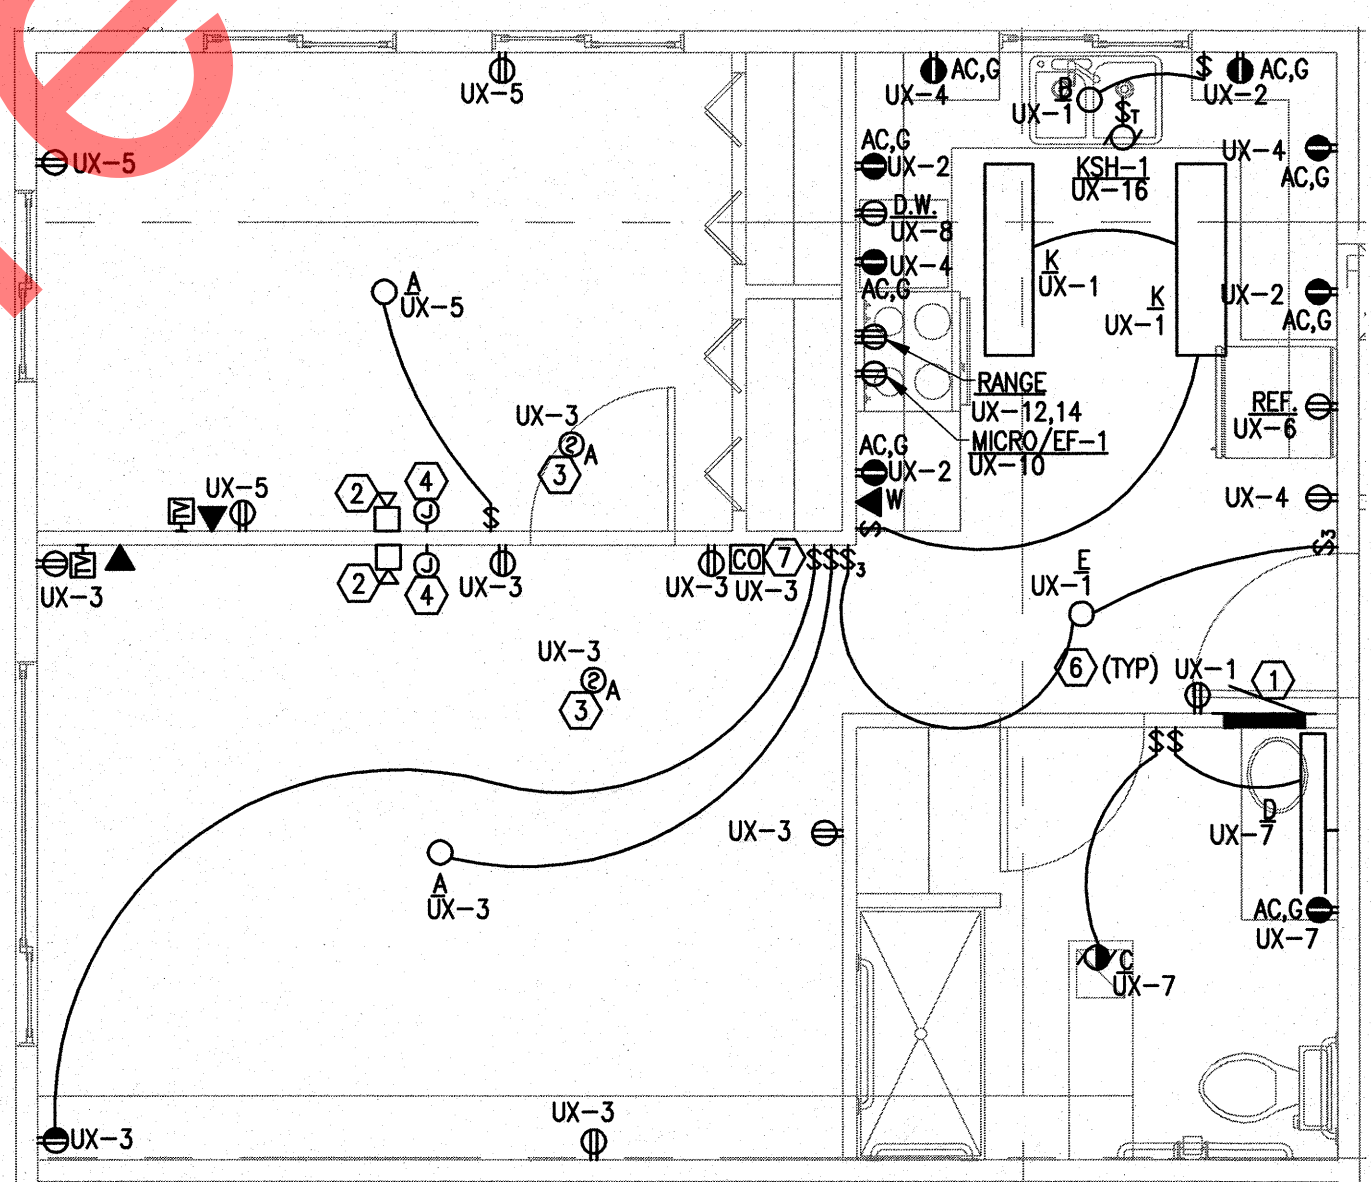 UX-5
UX-4
AC,G
B
UX-1
$
UX-2
AC,G
$T
UX-5
AC,G
UX-2
KSH-1
UX-16
UX-4
AC,G
D.W.
UX-8
UX-4
AC,G
A
UX-5
K
UX-1
K
UX-1
UX-2
AC,G
RANGE
UX-12,14
MICRO/EF-1
UX-10
REF.
UX-6
UX-3
2
A
3
AC,G
UX-2
W
$
UX-4
TV
UX-5
2
4
J
$
TV
UX-3
2
J
4
UX-3
UX-3
CO
7
UX-3
$$$3
$3
E
UX-1
6
(TYP)
UX-1
1
UX-3
2
A
3
$$
UX-3
D
UX-7
A
UX-3
AC,G
UX-7
C
UX-7
UX-3
UX-3